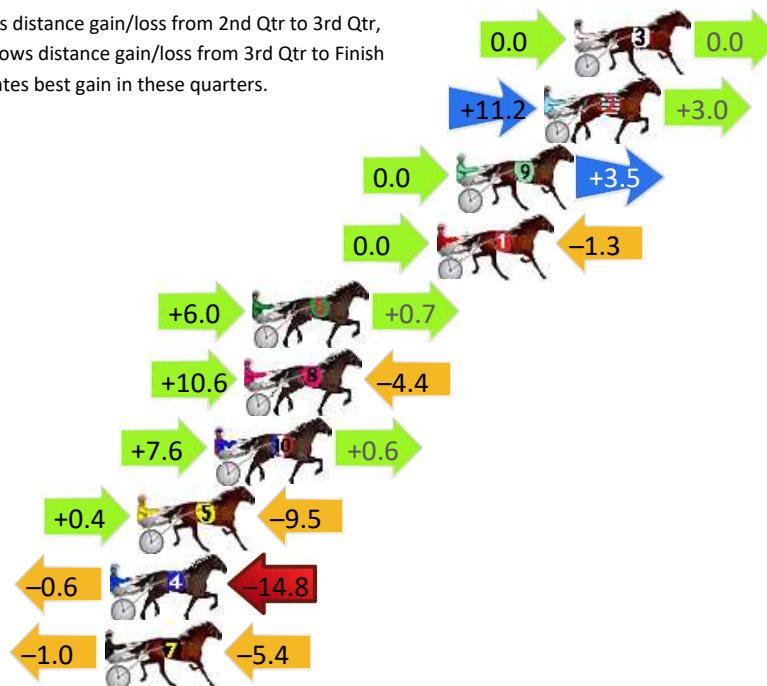 s distance gain/loss from 2nd Qtr to 3rd Qtr,
ows distance gain/loss from 3rd Qtr to Finish
ates best gain in these quarters.
0.0 3 0.0
+11.2 2 +3.0
0.0 9 +3.5
0.0 1 –1.3
+6.0 6 +0.7
+10.6 8 –4.4
+7.6 10 +0.6
+0.4 5 –9.5
–0.6 4 –14.8
–1.0 7 –5.4